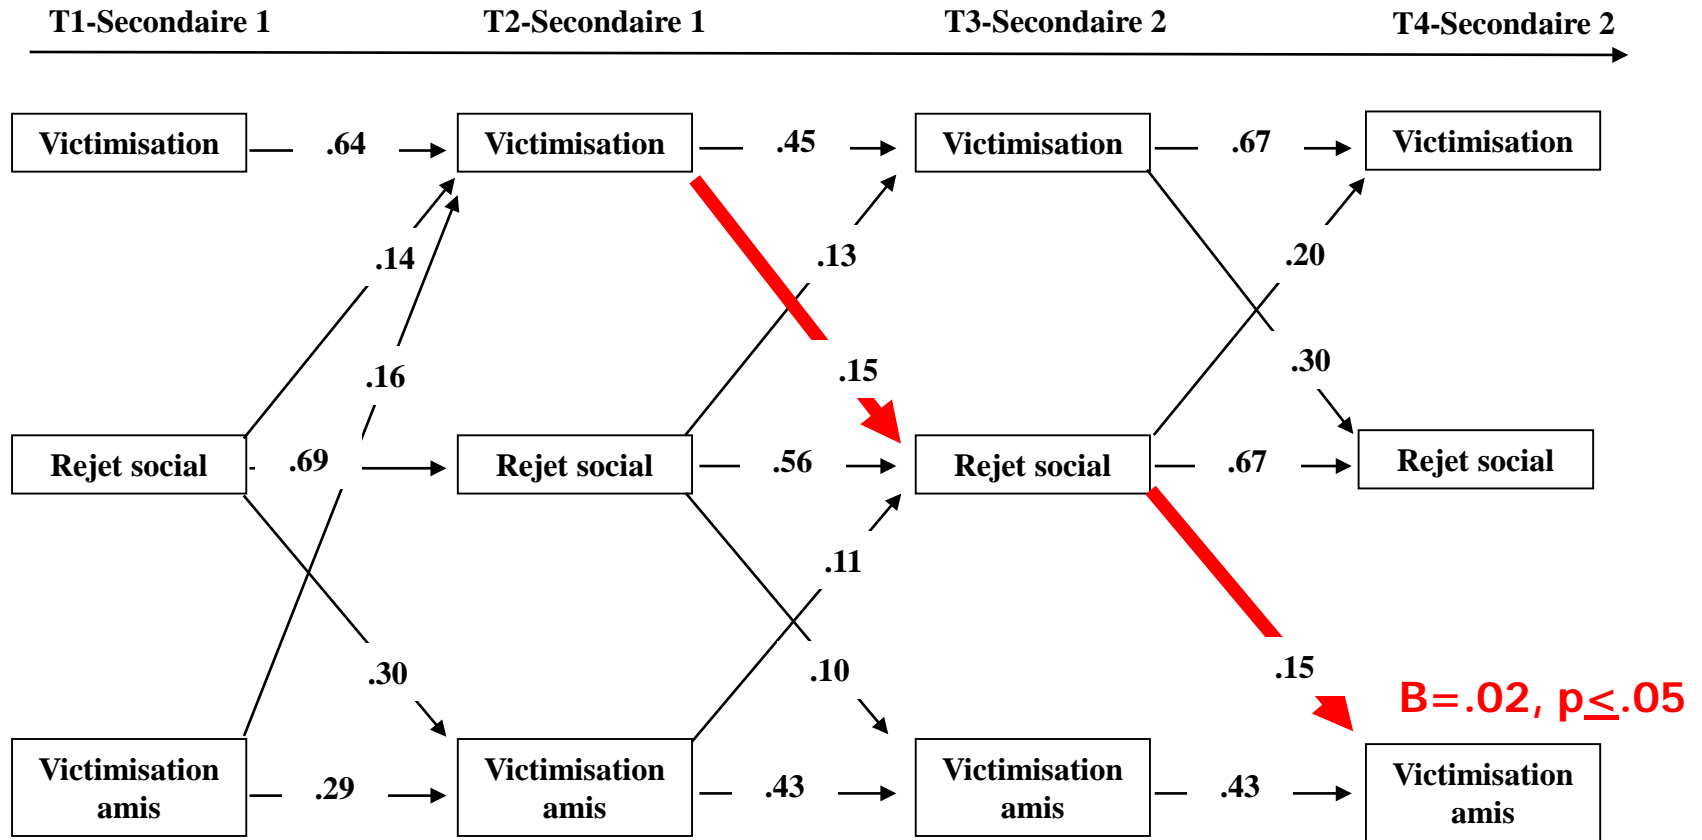 T1-Secondaire 1
T2-Secondaire 1
T3-Secondaire 2
T4-Secondaire 2
Victimisation
.64
Victimisation
.45
Victimisation
.67
Victimisation
.14
.13
.20
.16
.15
.30
Rejet social
.69
Rejet social
.56
Rejet social
.67
Rejet social
.30
.11
.10
.15
B=.02, p≤.05
Victimisation
amis
.29
Victimisation
amis
.43
Victimisation
amis
.43
Victimisation
amis